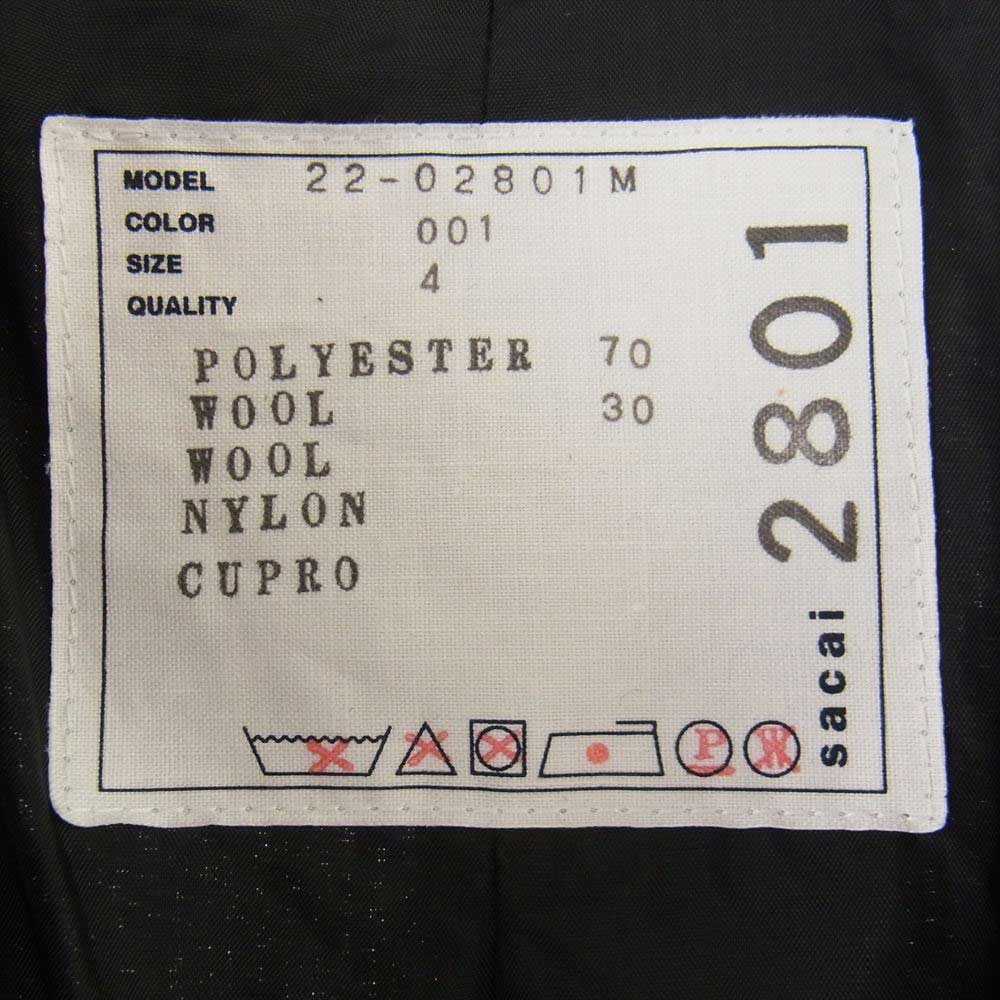 MODEL 22-02801M
COLOR 001
SIZE 4
QUALITY
POLYESTER 70
WOOL 30
WOOL
NYLON
CUPRO
P W
sacai 2801